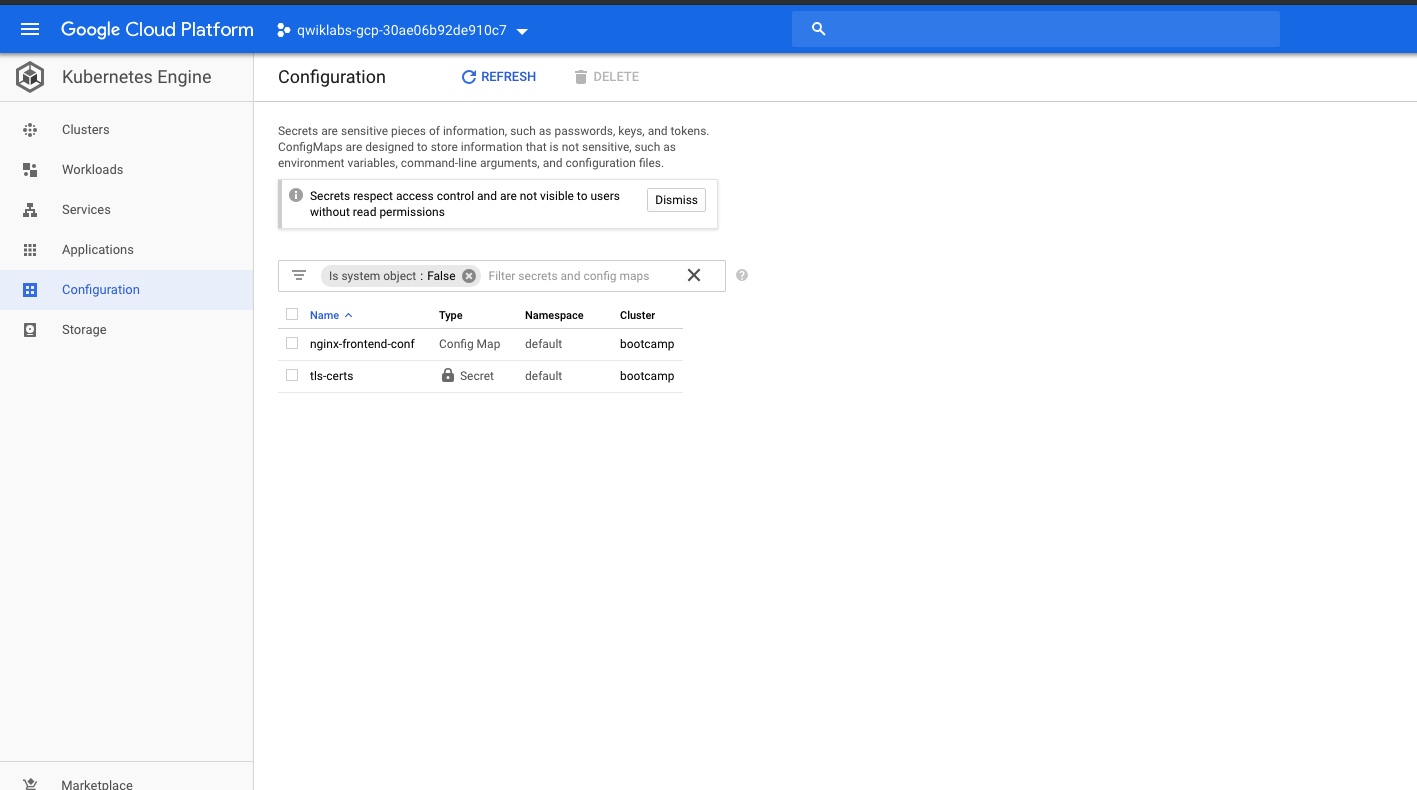 Google Cloud Platform
qwiklabs-gcp-30ae06b92de910c7
Kubernetes Engine
Configuration
REFRESH
DELETE
Clusters
Workloads
Services
Applications
Configuration
Storage
Marketplace
Secrets are sensitive pieces of information, such as passwords, keys, and tokens.
ConfigMaps are designed to store information that is not sensitive, such as
environment variables, command-line arguments, and configuration files.
Secrets respect access control and are not visible to users
without read permissions
Dismiss
Is system object : False Filter secrets and config maps
Name Type Namespace Cluster
nginx-frontend-conf Config Map default bootcamp
tls-certs Secret default bootcamp